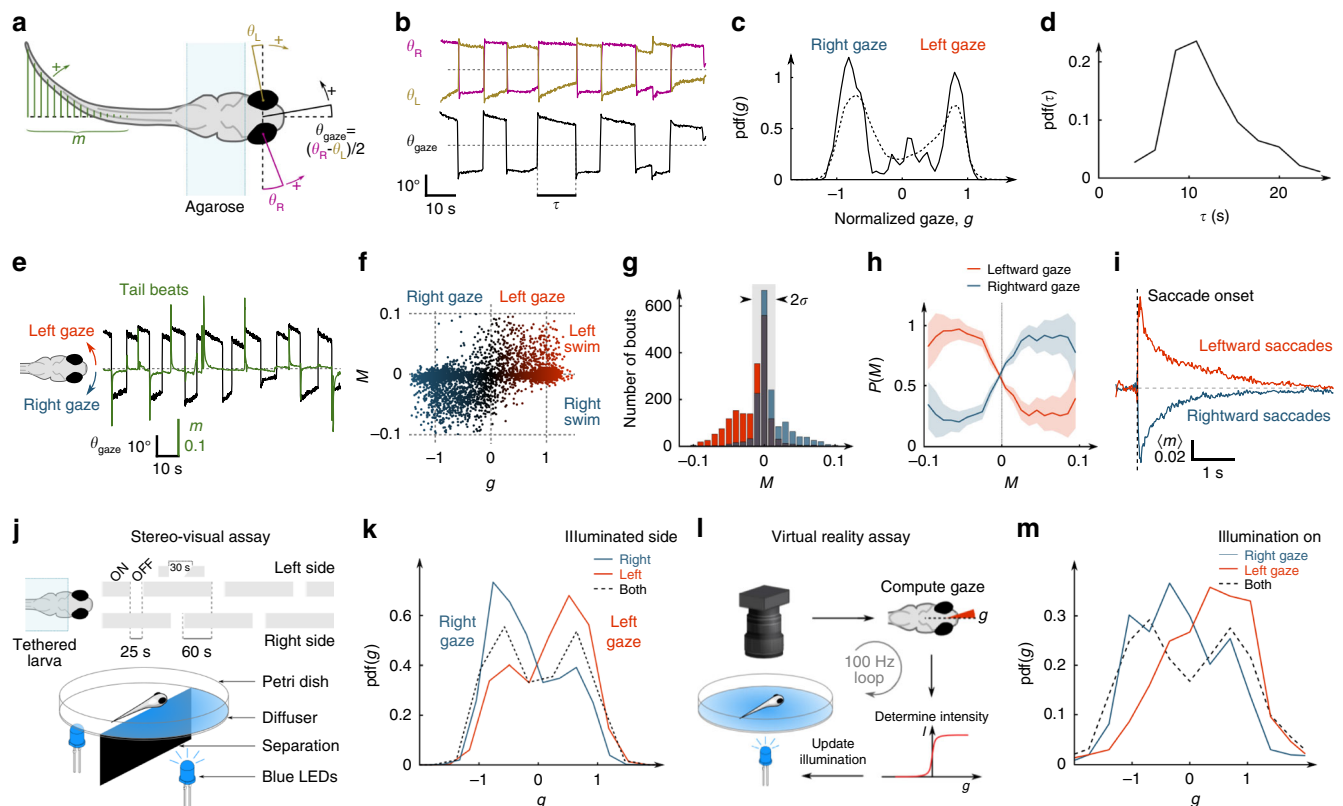 a
θL
+
+
+
m
Agarose
θgaze=
(θR-θL)/2
+
θR
b
θR
θL
θgaze
10°
10 s
τ
c
Right gaze
Left gaze
pdf(g)
1
0.5
0
−1
0
1
Normalized gaze, g
d
pdf(τ)
0.2
0.1
0
0
10
20
τ (s)
e
Tail beats
Left gaze
Right gaze
θgaze 10°
m
0.1
10 s
f
Right gaze
Left gaze
0.1
Left
swim
M
0
Right
swim
−0.1
−1
0
1
g
g
Number of bouts
600
400
200
0
2σ
−0.1
0
0.1
M
h
Leftward gaze
Rightward gaze
P(M)
1
0.5
0
−0.1
0
0.1
M
i
Saccade onset
Leftward saccades
Rightward saccades
⟨m⟩
0.02
1 s
j
Stereo-visual assay
ON
OFF
30 s
Left side
Right side
Tethered
larva
25 s
60 s
Petri dish
Diffuser
Separation
Blue LEDs
k
Illuminated side
Right
Left
Both
Right
gaze
Left
gaze
pdf(g)
0.6
0.4
0.2
0
−1
0
1
g
l
Virtual reality assay
Compute gaze
g
100 Hz
loop
Determine intensity
I
g
Update
illumination
m
Illumination on
Right gaze
Left gaze
Both
pdf(g)
0.4
0.3
0.2
0.1
0
−1
0
1
g